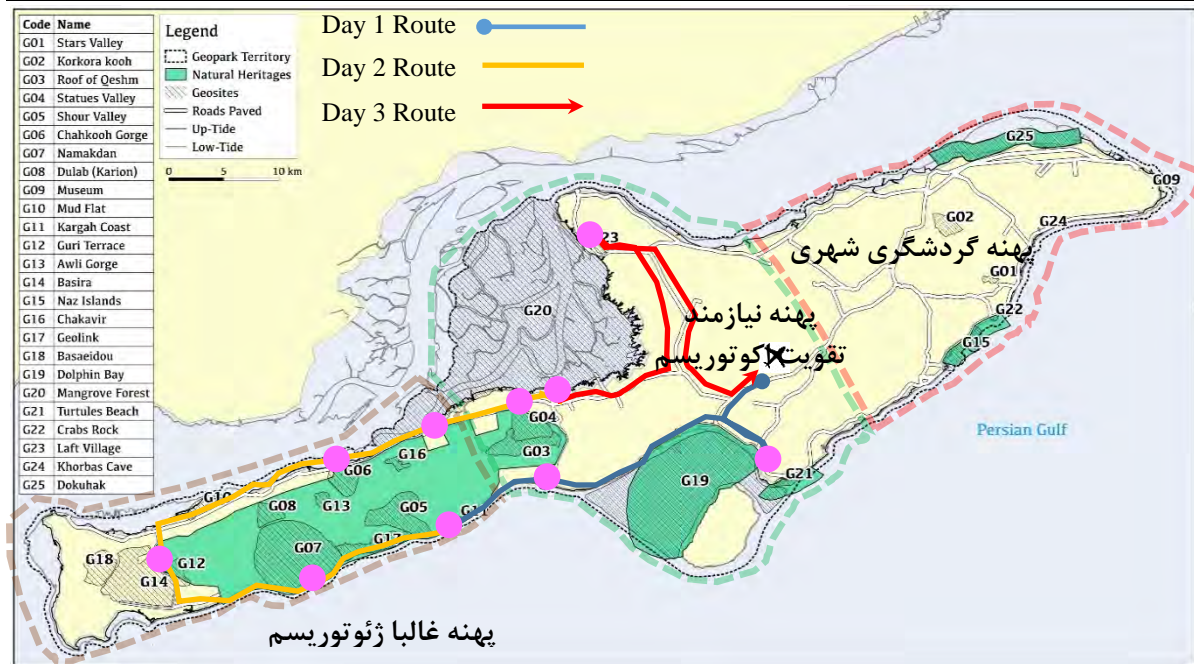 Code Name
G01 Stars Valley
G02 Korkora kooh
G03 Roof of Qeshm
G04 Statues Valley
G05 Shour Valley
G06 Chahkooh Gorge
G07 Namakdan
G08 Dulab (Karion)
G09 Museum
G10 Mud Flat
G11 Kargah Coast
G12 Guri Terrace
G13 Awli Gorge
G14 Basira
G15 Naz Islands
G16 Chakavir
G17 Geolink
G18 Basaeidou
G19 Dolphin Bay
G20 Mangrove Forest
G21 Turtules Beach
G22 Crabs Rock
G23 Laft Village
G24 Khorbas Cave
G25 Dokuhak
Legend
Geopark Territory
Natural Heritages
Geosites
Roads Paved
Up-Tide
Low-Tide
0 5 10 km
Day 1 Route
Day 2 Route
Day 3 Route
G25
G09
G02
G24
23
پهنه گردشگری شهری
G01
G20
G22
پهنه نیازمند
G15
تقویت اکوتوریسم
G04
Persian Gulf
G03
G16
G06
G21
G19
G10
G08
G13
G05
G11
G07
G17
G18
G12
G14
پهنه غالبا ژئوتوریسم